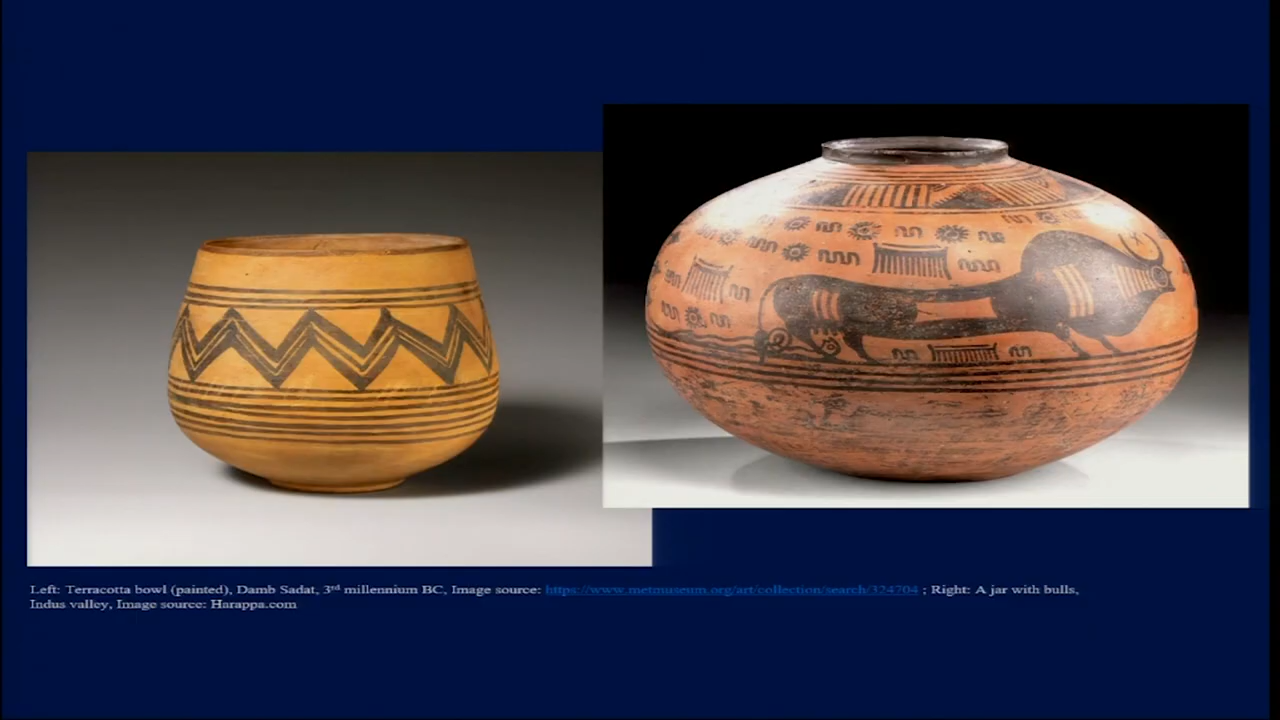 Left: Terracotta bowl (painted), Damb Sadat, 3rd millennium BC, Image source: https://www.metmuseum.org/art/collection/search/324704 ; Right: A jar with bulls,
Indus valley, Image source: Harappa.com